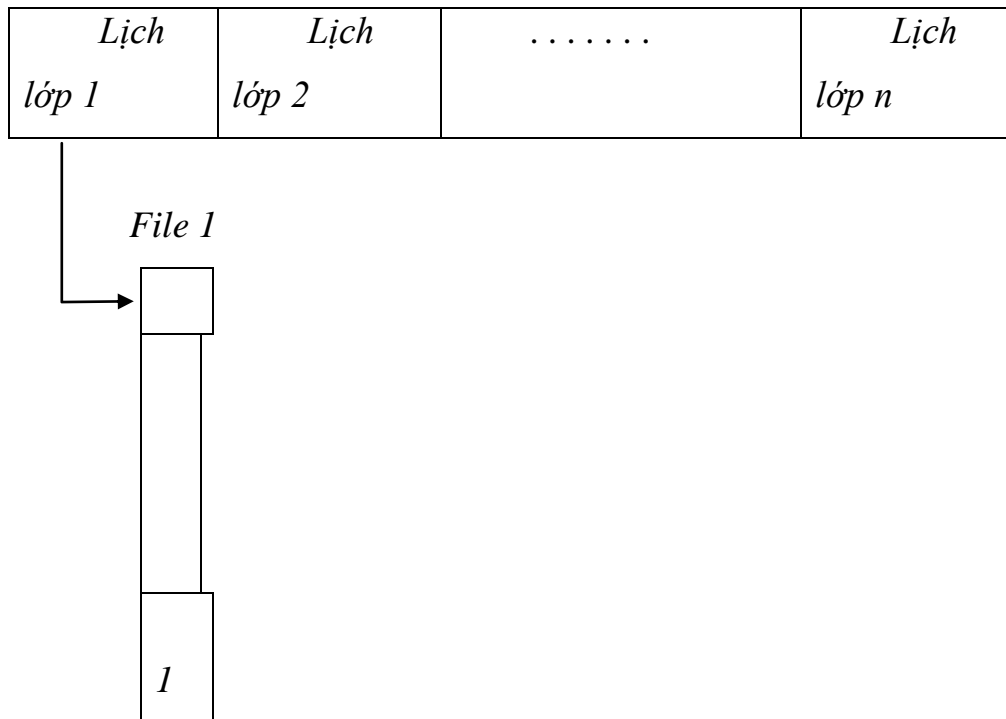 Lịch Lịch . . . . . . . Lịch
lớp 1 lớp 2 lớp n
File 1
1